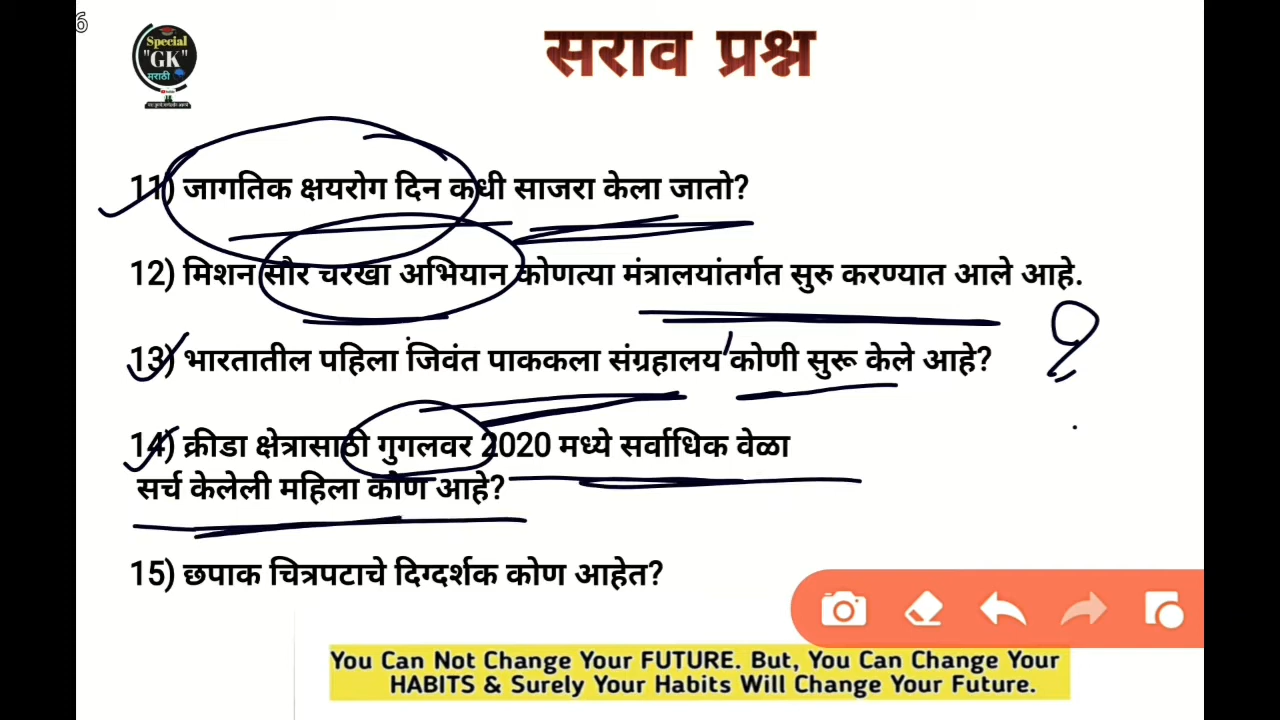 6
Special
"GK"
मराठी
सराव प्रश्न
11) जागतिक क्षयरोग दिन कधी साजरा केला जातो?
12) मिशन सौर चरखा अभियान कोणत्या मंत्रालयांतर्गत सुरु करण्यात आले आहे.
13) भारतातील पहिला जिवंत पाककला संग्रहालय कोणी सुरू केले आहे?
14) क्रीडा क्षेत्रासाठी गुगलवर 2020 मध्ये सर्वाधिक वेळा
सर्च केलेली महिला कोण आहे?
15) छपाक चित्रपटाचे दिग्दर्शक कोण आहेत?
You Can Not Change Your FUTURE. But, You Can Change Your
HABITS & Surely Your Habits Will Change Your Future.